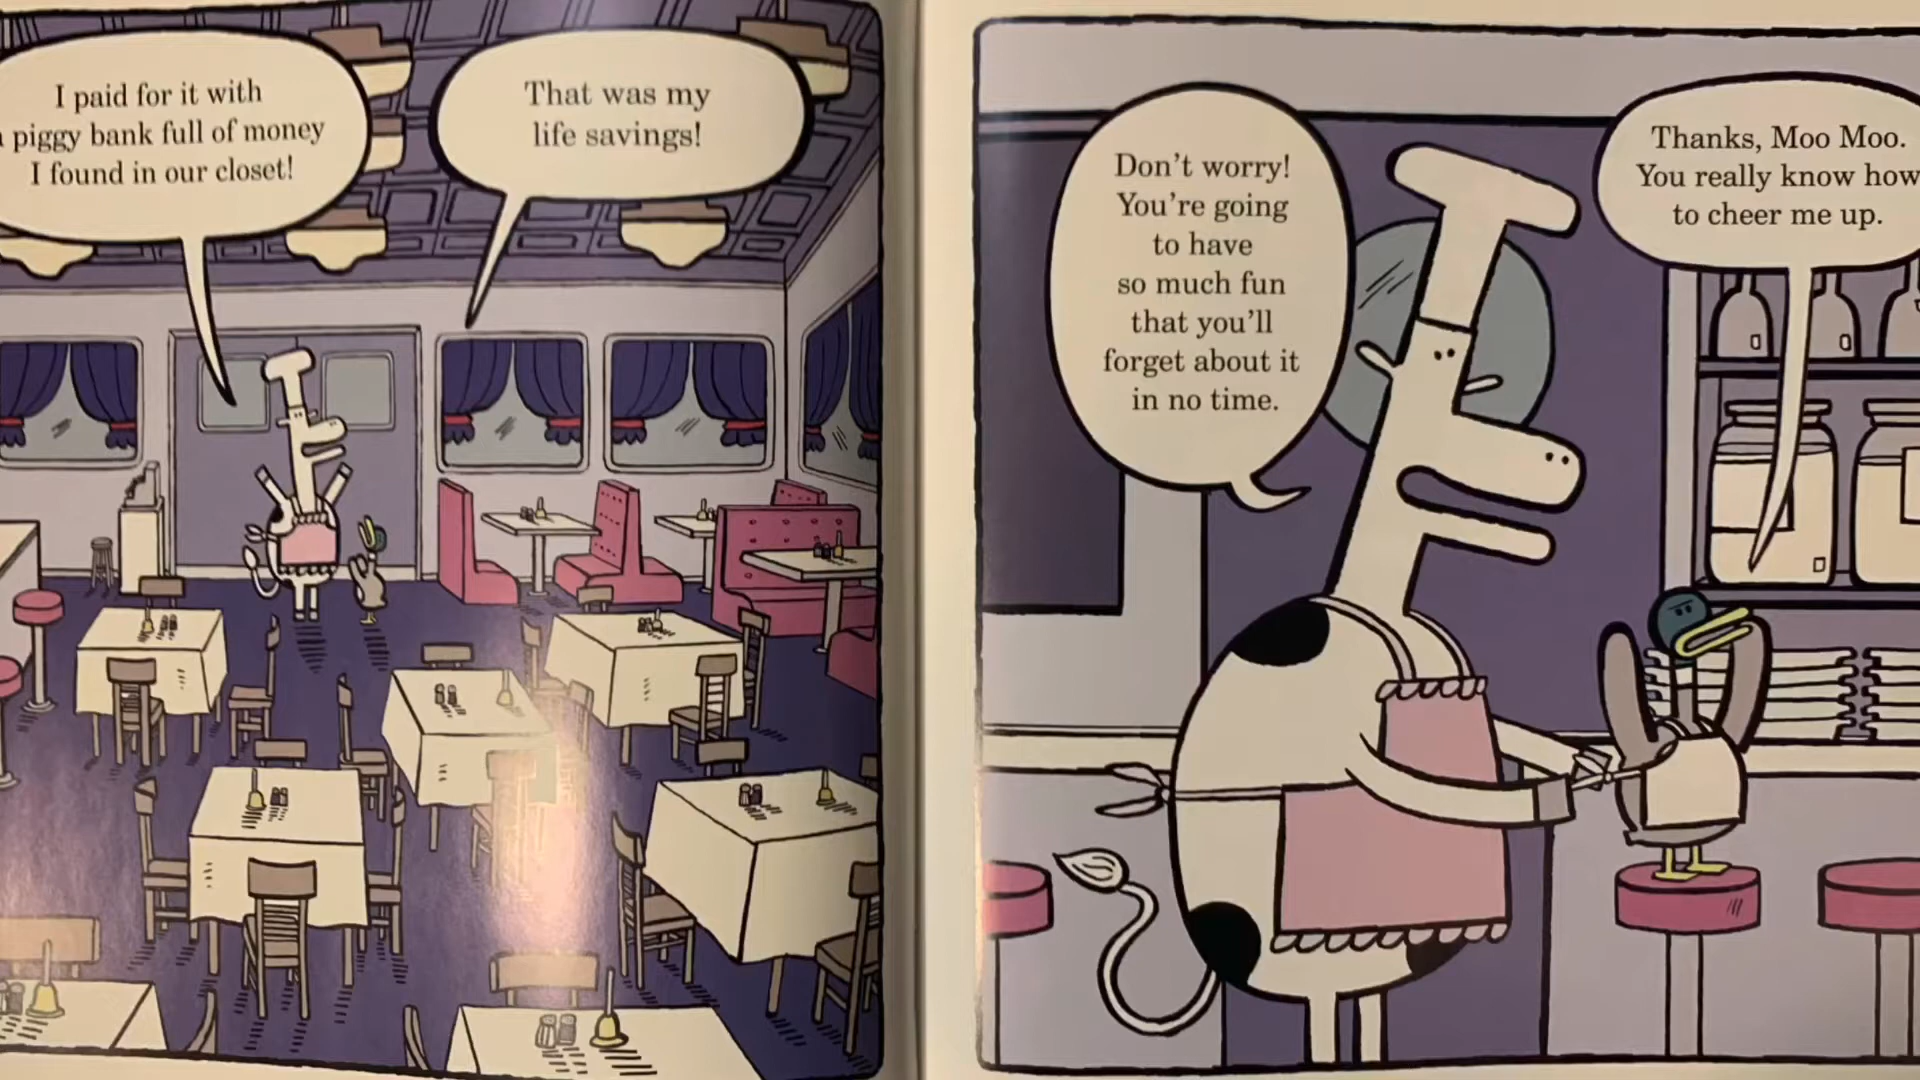 I paid for it with
a piggy bank full of money
I found in our closet!
That was my
life savings!
Don't worry!
You're going
to have
so much fun
that you'll
forget about it
in no time.
Thanks, Moo Moo.
You really know how
to cheer me up.